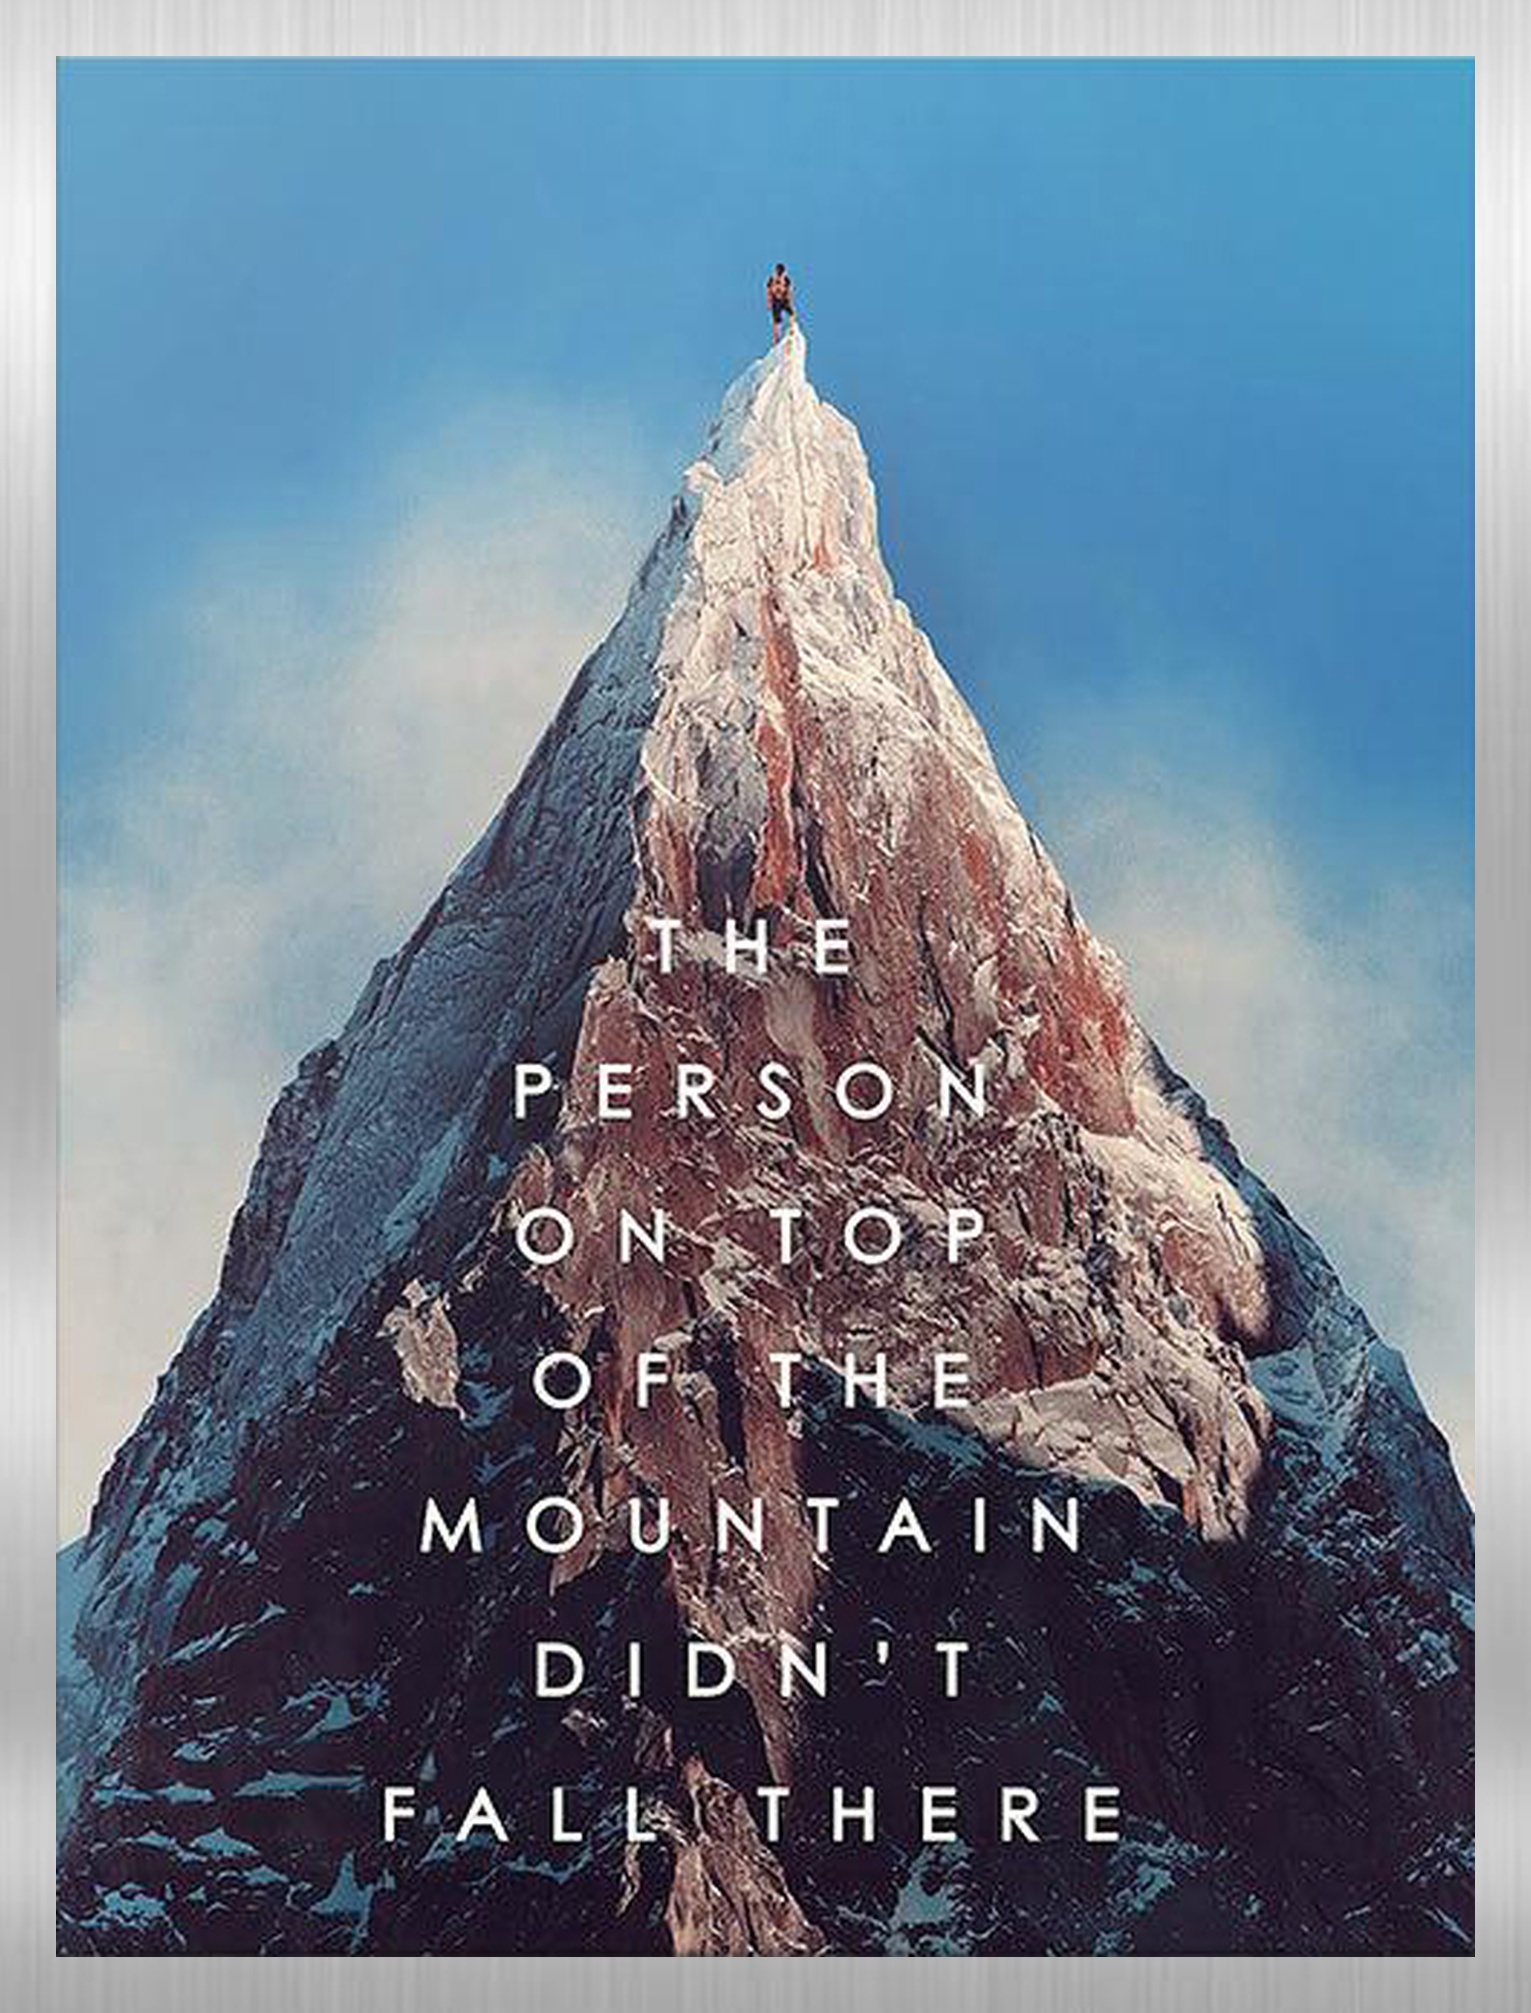 THE
PERSON
ON TOP
OF THE
MOUNTAIN
DIDN'T
FALL THERE